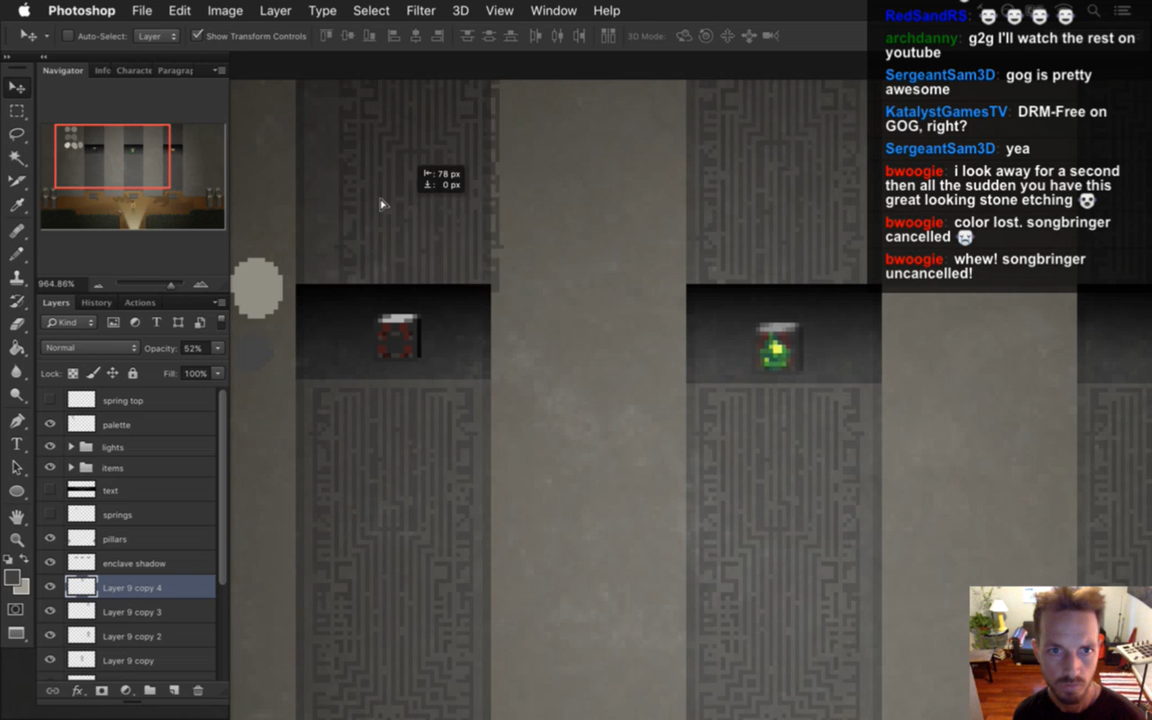 Photoshop File Edit Image Layer Type Select Filter 3D View Window Help
Auto-Select: Layer Show Transform Controls 3D Mode:
Navigator Info Characte Paragraj
78 px
0 px
964.86%
Layers History Actions
Kind
Normal Opacity: 52%
Lock: Fill: 100%
spring top
palette
lights
items
text
springs
pillars
enclave shadow
Layer 9 copy 4
Layer 9 copy 3
Layer 9 copy 2
Layer 9 copy
fx
RedSandRS:
archdanny: g2g I'll watch the rest on
youtube
SergeantSam3D: gog is pretty
awesome
KatalystGamesTV: DRM-Free on
GOG, right?
SergeantSam3D: yea
bwoogie: i look away for a second
then all the sudden you have this
great looking stone etching
bwoogie: color lost. songbringer
cancelled
bwoogie: whew! songbringer
uncancelled!